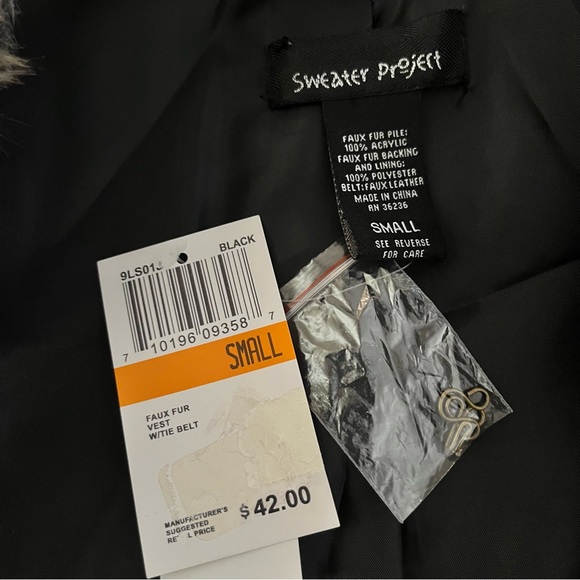 Sweater Project
FAUX FUR PILE:
100% ACRYLIC
FAUX FUR BACKING
AND LINING:
100% POLYESTER
BELT: FAUX LEATHER
MADE IN CHINA
RN 36236
SMALL
SEE REVERSE
FOR CARE
BLACK
7 10196 09358 7
SMALL
FAUX FUR
VEST
W/TIE BELT
MANUFACTURER'S
SUGGESTED
PRICE
$ 42.00